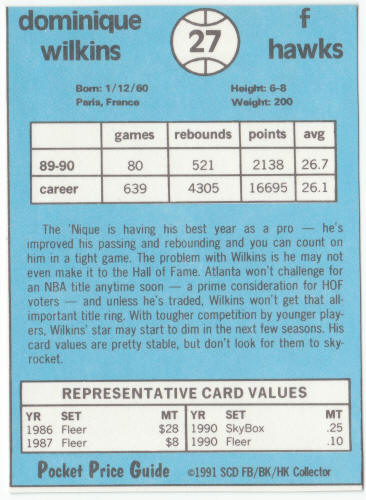 dominique f
wilkins 27 hawks
Born: 1/12/60 Height: 6-8
Paris, France Weight: 200
games rebounds points avg
89-90 80 521 2138 26.7
career 639 4305 16695 26.1
The 'Nique is having his best year as a pro — he's
improved his passing and rebounding and you can count on
him in a tight game. The problem with Wilkins is he may not
even make it to the Hall of Fame. Atlanta won't challenge for
an NBA title anytime soon — a prime consideration for HOF
voters — and unless he's traded, Wilkins won't get that all-
important title ring. With tougher competition by younger play-
ers, Wilkins' star may start to dim in the next few seasons. His
card values are pretty stable, but don't look for them to sky-
rocket.
REPRESENTATIVE CARD VALUES
YR SET MT YR SET MT
1986 Fleer $28 1990 SkyBox .25
1987 Fleer $8 1990 Fleer .10
Pocket Price Guide ©1991 SCD FB/BK/HK Collector